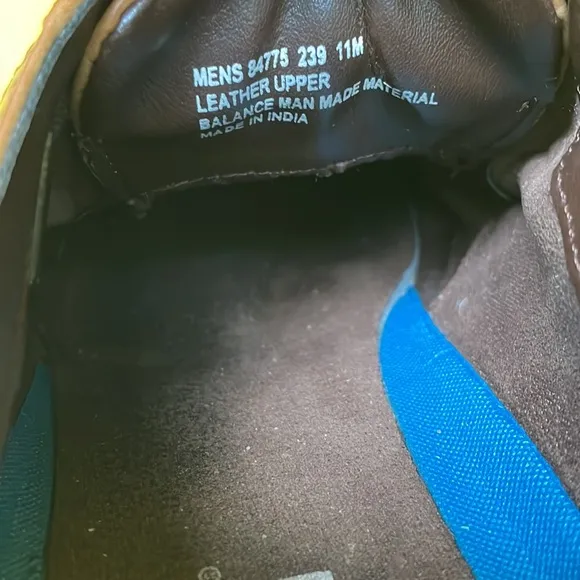 MENS 84775 239 11M
LEATHER UPPER
BALANCE MAN MADE MATERIAL
MADE IN INDIA